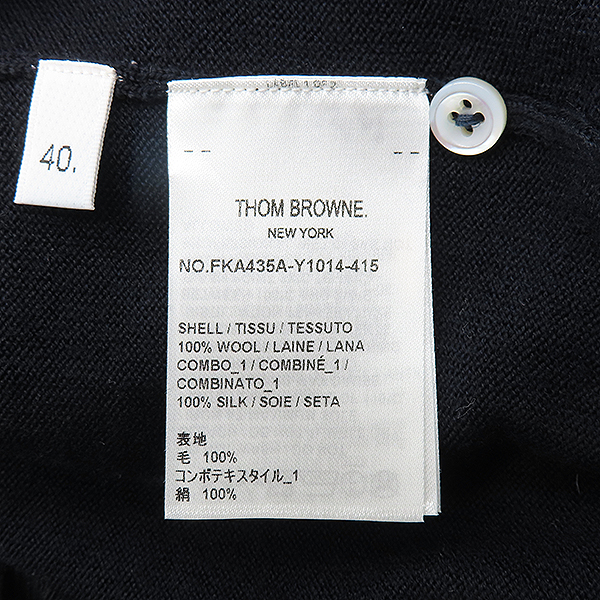 LABEL 1 OF 2
40.
THOM BROWNE.
NEW YORK
NO.FKA435A-Y1014-415
SHELL / TISSU / TESSUTO
100% WOOL / LAINE / LANA
COMBO_1 / COMBINÉ_1 /
COMBINATO_1
100% SILK / SOIE / SETA
表地
毛 100%
コンボテキスタイル_1
絹 100%